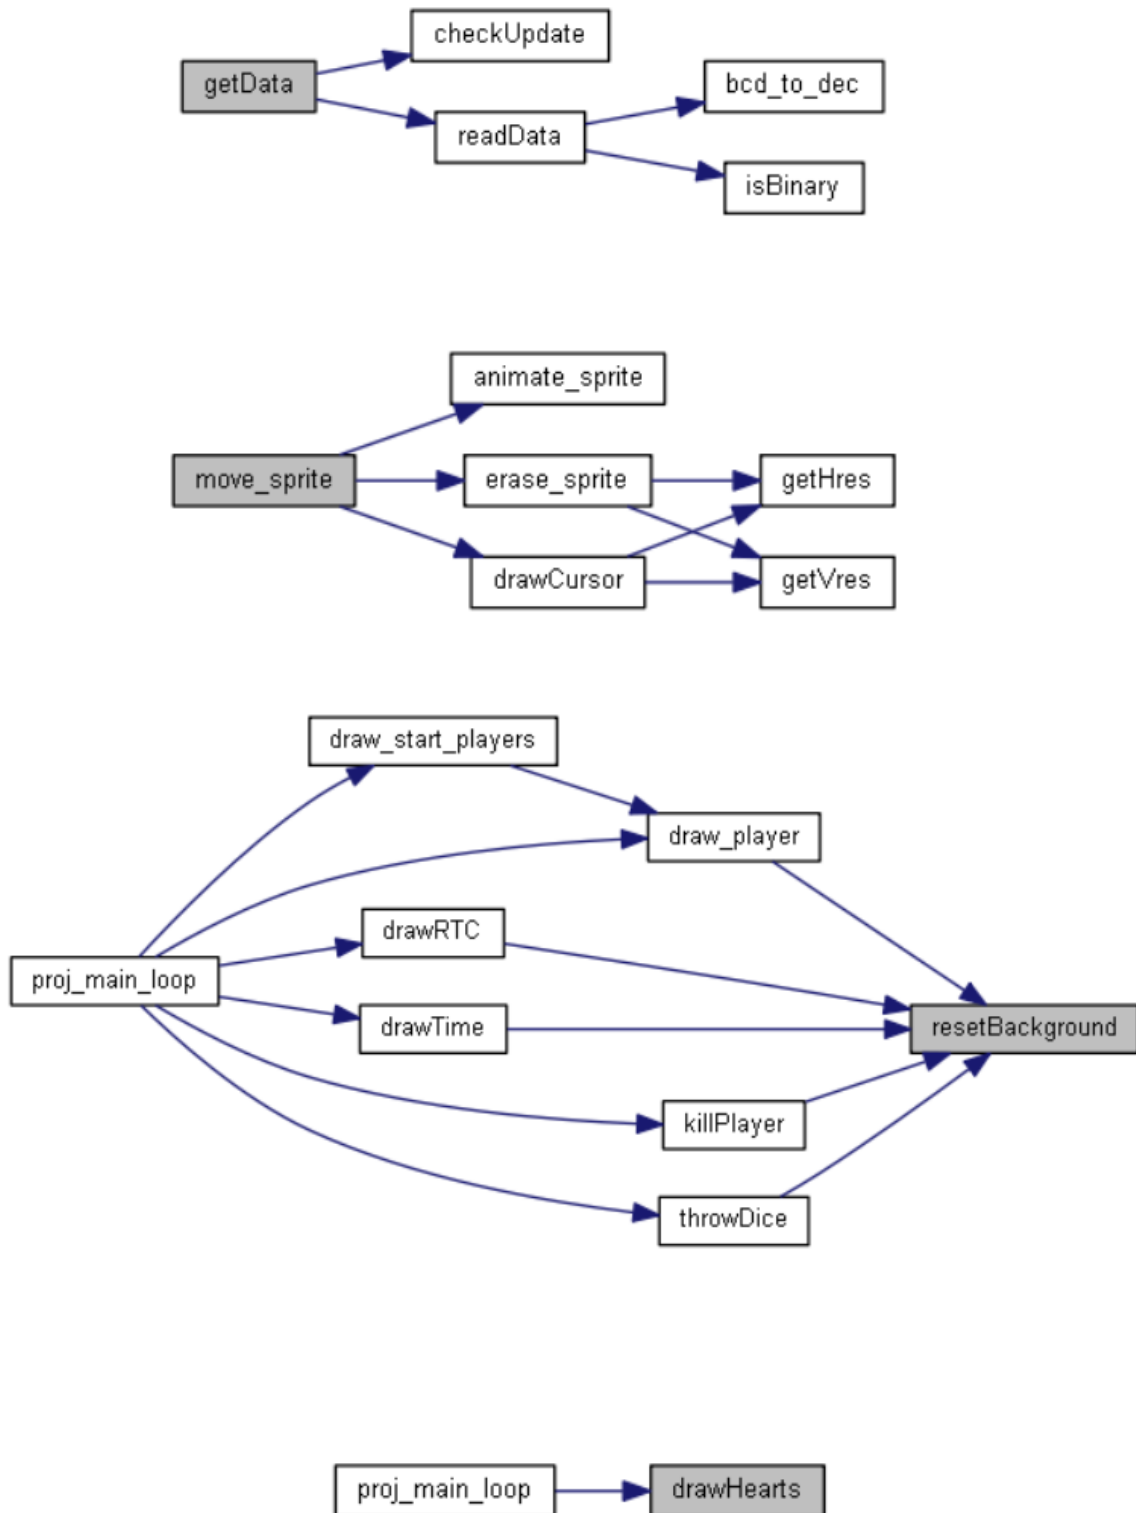 checkUpdate
getData
bcd_to_dec
readData
isBinary
animate_sprite
move_sprite
erase_sprite
getHres
drawCursor
getVres
draw_start_players
draw_player
drawRTC
proj_main_loop
drawTime
resetBackground
killPlayer
throwDice
proj_main_loop
drawHearts